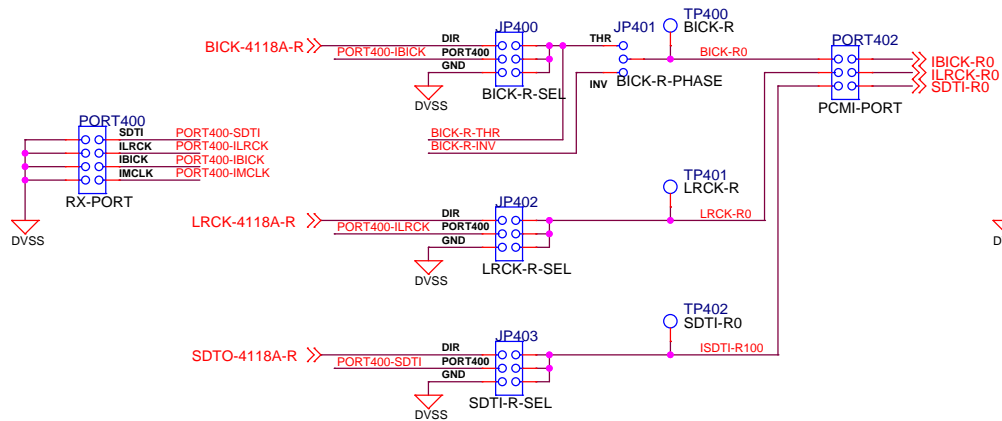 TP400
BICK-R
JP400
JP401
PORT402
BICK-4118A-R
DIR
THR
PORT400-IBICK
PORT400
BICK-R0
IBICK-R0
GND
ILRCK-R0
SDTI-R0
INV
BICK-R-PHASE
BICK-R-SEL
PCMI-PORT
DVSS
PORT400
SDTI
PORT400-SDTI
BICK-R-THR
ILRCK
PORT400-ILRCK
BICK-R-INV
IBICK
PORT400-IBICK
IMCLK
PORT400-IMCLK
RX-PORT
DVSS
TP401
LRCK-R
JP402
LRCK-4118A-R
DIR
LRCK-R0
PORT400-ILRCK
PORT400
GND
LRCK-R-SEL
DVSS
D
TP402
SDTI-R0
JP403
SDTO-4118A-R
DIR
ISDTI-R100
PORT400-SDTI
PORT400
GND
SDTI-R-SEL
DVSS